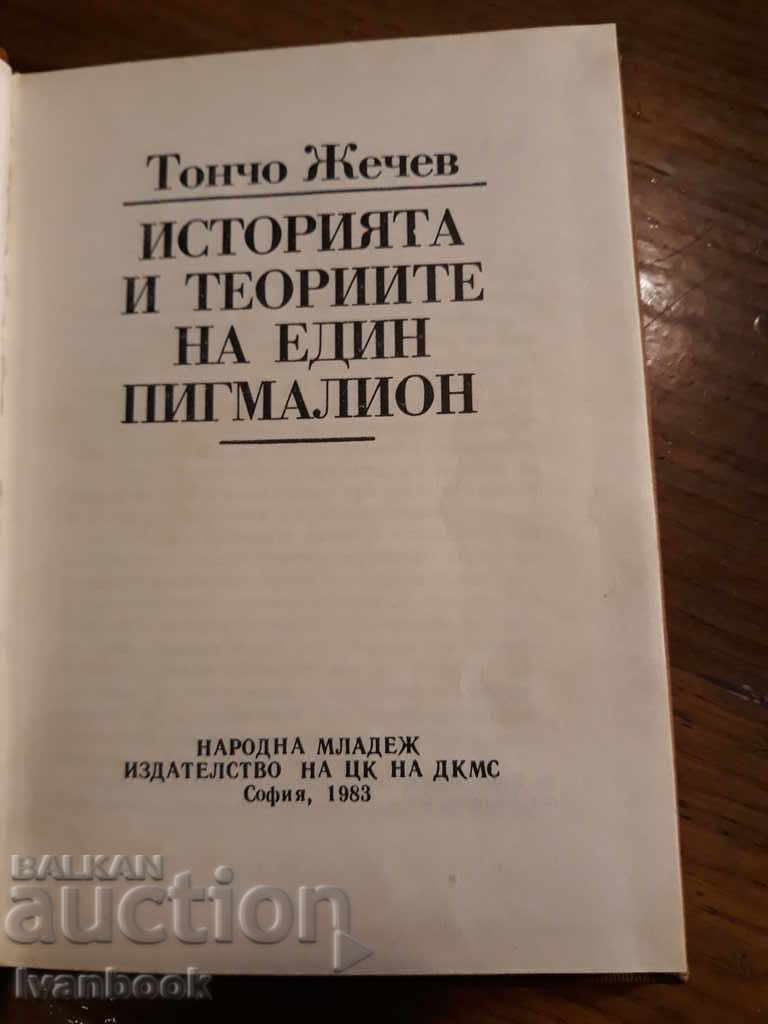 Тончо Жечев
ИСТОРИЯТА
И ТЕОРИИТЕ
НА ЕДИН
ПИГМАЛИОН
НАРОДНА МЛАДЕЖ
ИЗДАТЕЛСТВО НА ЦК НА ДКМС
София, 1983
BALKAN
auction
Ivanbook